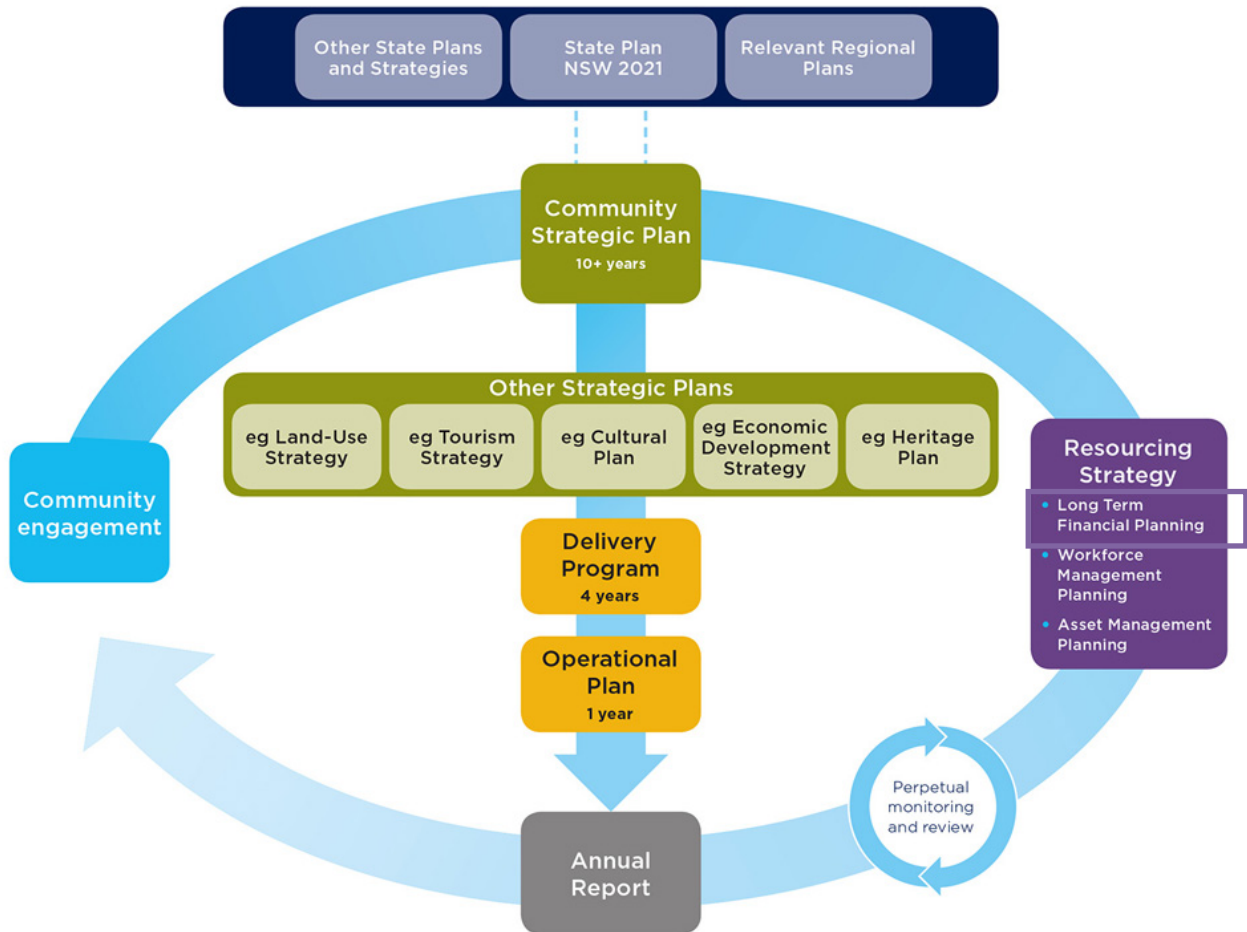 Other State Plans
and Strategies
State Plan
NSW 2021
Relevant Regional
Plans
Community
Strategic Plan
10+ years
Other Strategic Plans
eg Land-Use
Strategy
eg Tourism
Strategy
eg Cultural
Plan
eg Economic
Development
Strategy
eg Heritage
Plan
Community
engagement
Resourcing
Strategy
• Long Term
Financial Planning
• Workforce
Management
Planning
• Asset Management
Planning
Delivery
Program
4 years
Operational
Plan
1 year
Perpetual
monitoring
and review
Annual
Report